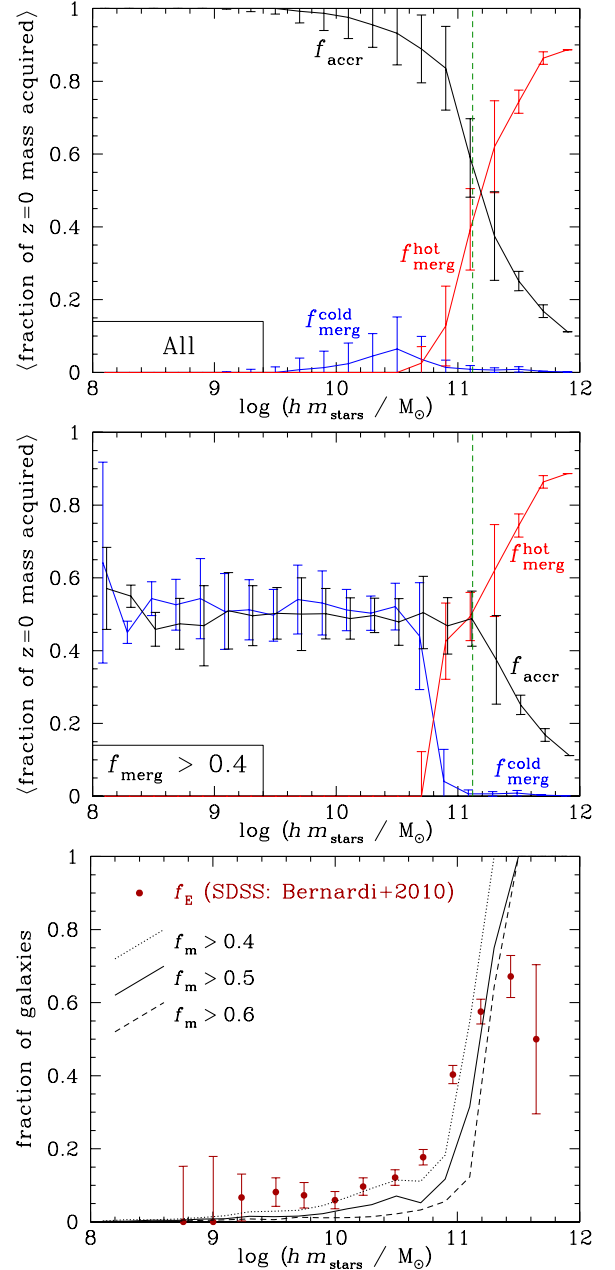 1
0.8
0.6
0.4
0.2
0
⟨fraction of z=0 mass acquired⟩
f_accr
f_merg^hot
f_merg^cold
All
8 9 10 11 12
log (h m_stars / M_⊙)
1
0.8
0.6
0.4
0.2
0
⟨fraction of z=0 mass acquired⟩
f_merg^hot
f_accr
f_merg > 0.4
f_merg^cold
8 9 10 11 12
log (h m_stars / M_⊙)
1
0.8
0.6
0.4
0.2
0
fraction of galaxies
f_E (SDSS: Bernardi+2010)
f_m > 0.4
f_m > 0.5
f_m > 0.6
8 9 10 11 12
log (h m_stars / M_⊙)